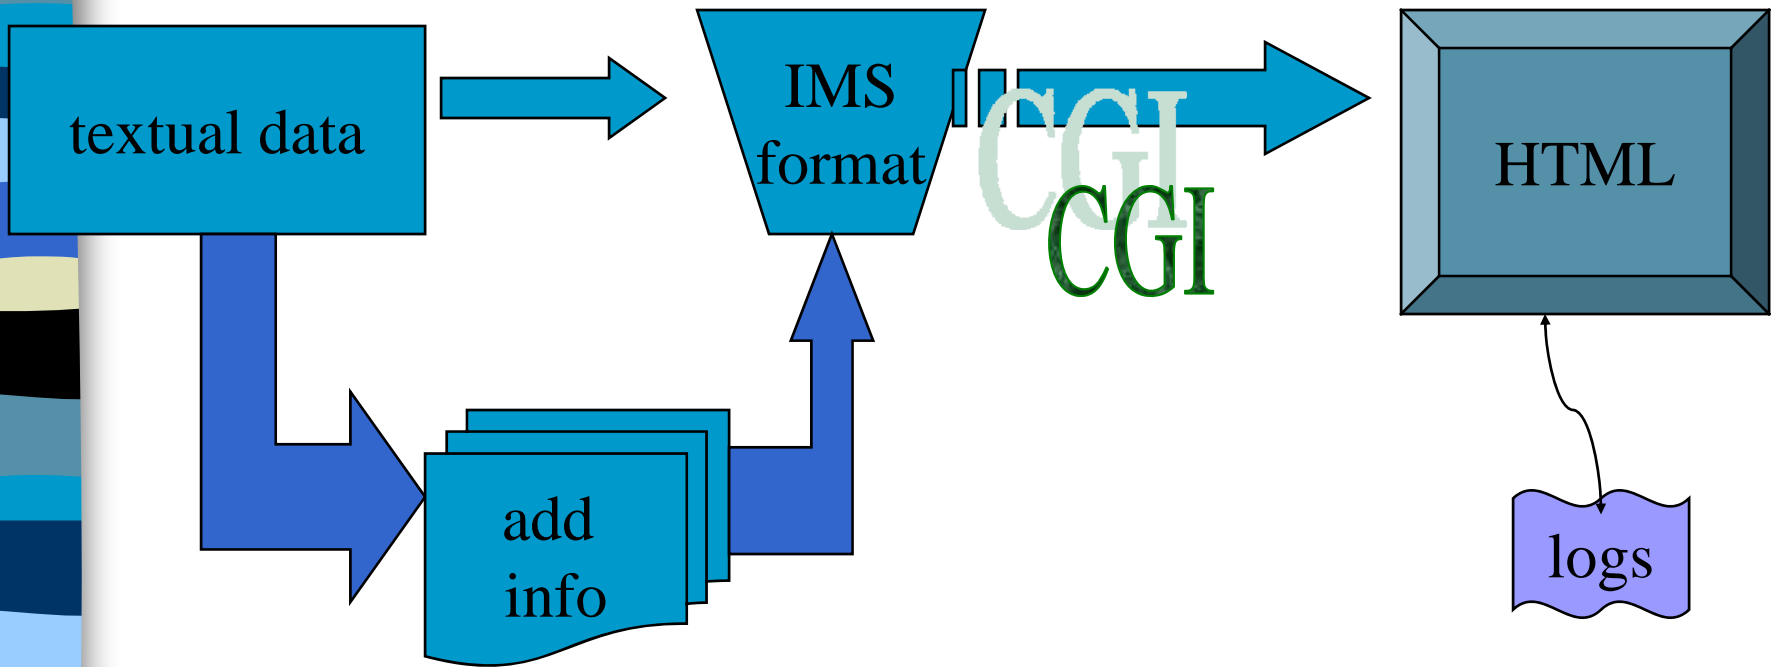 textual data
IMS
format
CGI
CGI
HTML
add
info
logs